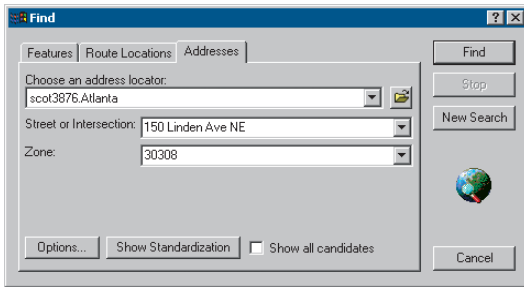 Find
Features Route Locations Addresses
Choose an address locator:
scot3876.Atlanta
Street or Intersection: 150 Linden Ave NE
Zone: 30308
Options... Show Standardization Show all candidates
Find
Stop
New Search
Cancel